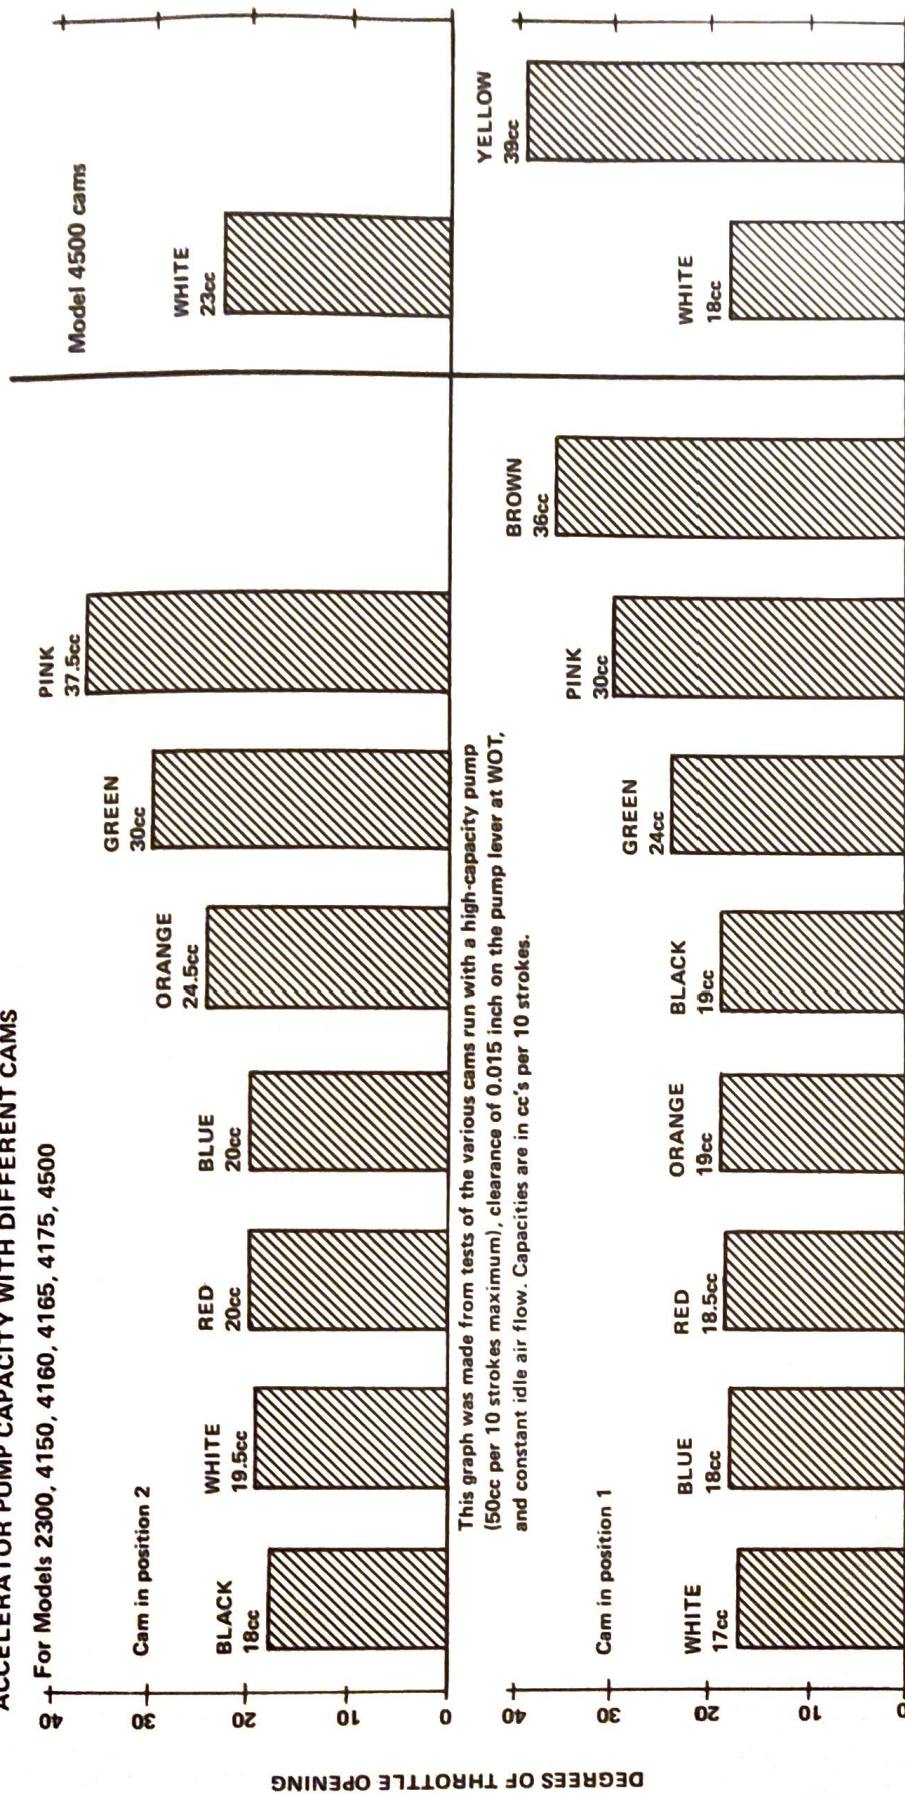 ACCELERATOR PUMP CAPACITY WITH DIFFERENT CAMS
For Models 2300, 4150, 4160, 4165, 4175, 4500
Model 4500 cams
DEGREES OF THROTTLE OPENING
40
30
20
10
0
Cam in position 2
BLACK
18cc
WHITE
19.5cc
RED
20cc
BLUE
20cc
ORANGE
24.5cc
GREEN
30cc
PINK
37.5cc
WHITE
23cc
This graph was made from tests of the various cams run with a high-capacity pump
(50cc per 10 strokes maximum), clearance of 0.015 inch on the pump lever at WOT,
and constant idle air flow. Capacities are in cc's per 10 strokes.
40
30
20
10
0
Cam in position 1
WHITE
17cc
BLUE
18cc
RED
18.5cc
ORANGE
19cc
BLACK
19cc
GREEN
24cc
PINK
30cc
BROWN
36cc
WHITE
18cc
YELLOW
39cc